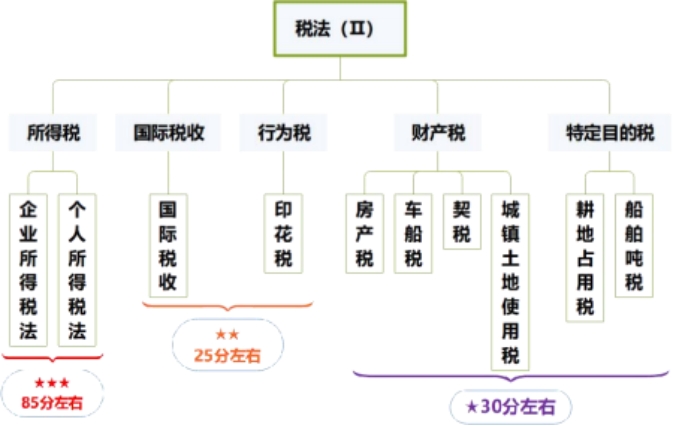 税法（Ⅱ）
所得税
国际税收
行为税
财产税
特定目的税
企业所得税法
个人所得税法
国际税收
印花税
房产税
车船税
契税
城镇土地使用税
耕地占用税
船舶吨税
★★★
85分左右
★★
25分左右
★30分左右